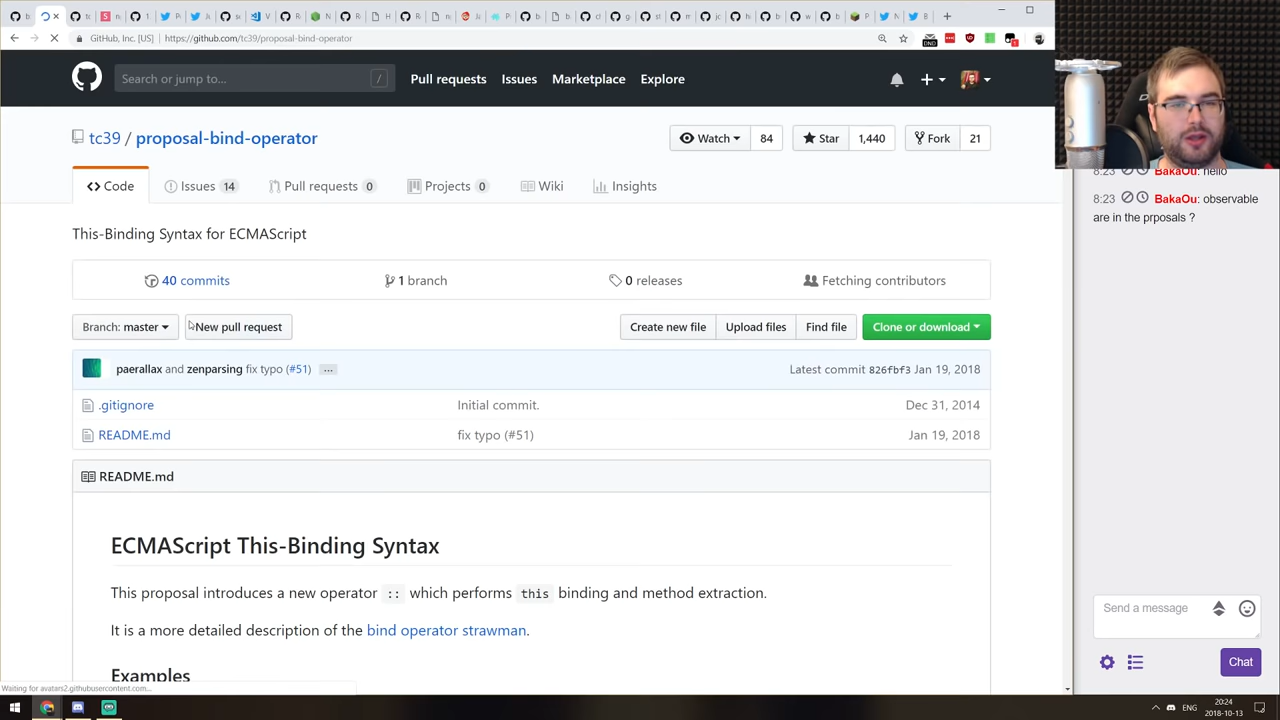 GitHub, Inc. [US] | https://github.com/tc39/proposal-bind-operator
Search or jump to...
Pull requests Issues Marketplace Explore
tc39 / proposal-bind-operator
Watch 84 Star 1,440 Fork 21
Code Issues 14 Pull requests 0 Projects 0 Wiki Insights
This-Binding Syntax for ECMAScript
40 commits 1 branch 0 releases Fetching contributors
Branch: master New pull request Create new file Upload files Find file Clone or download
paerallax and zenparsing fix typo (#51) ... Latest commit 826fbf3 Jan 19, 2018
.gitignore Initial commit. Dec 31, 2014
README.md fix typo (#51) Jan 19, 2018
README.md
ECMAScript This-Binding Syntax
This proposal introduces a new operator :: which performs this binding and method extraction.
It is a more detailed description of the bind operator strawman.
Examples
Waiting for avatars2.githubusercontent.com...
8:23 BakaOu: hello
8:23 BakaOu: observable
are in the prposals ?
Send a message
Chat
ENG
20:24
2018-10-13